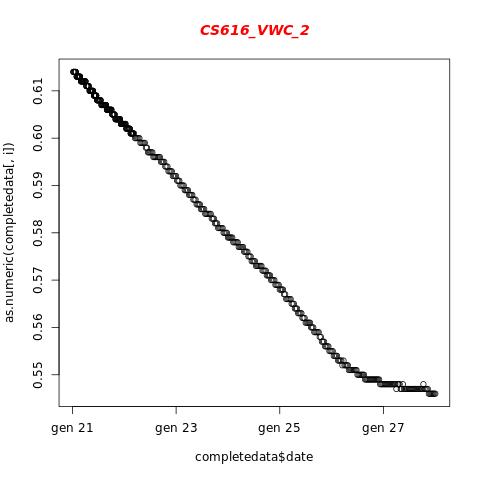 CS616_VWC_2
as.numeric(completedata[, i])
0.61
0.60
0.59
0.58
0.57
0.56
0.55
gen 21
gen 23
gen 25
gen 27
completedata$date